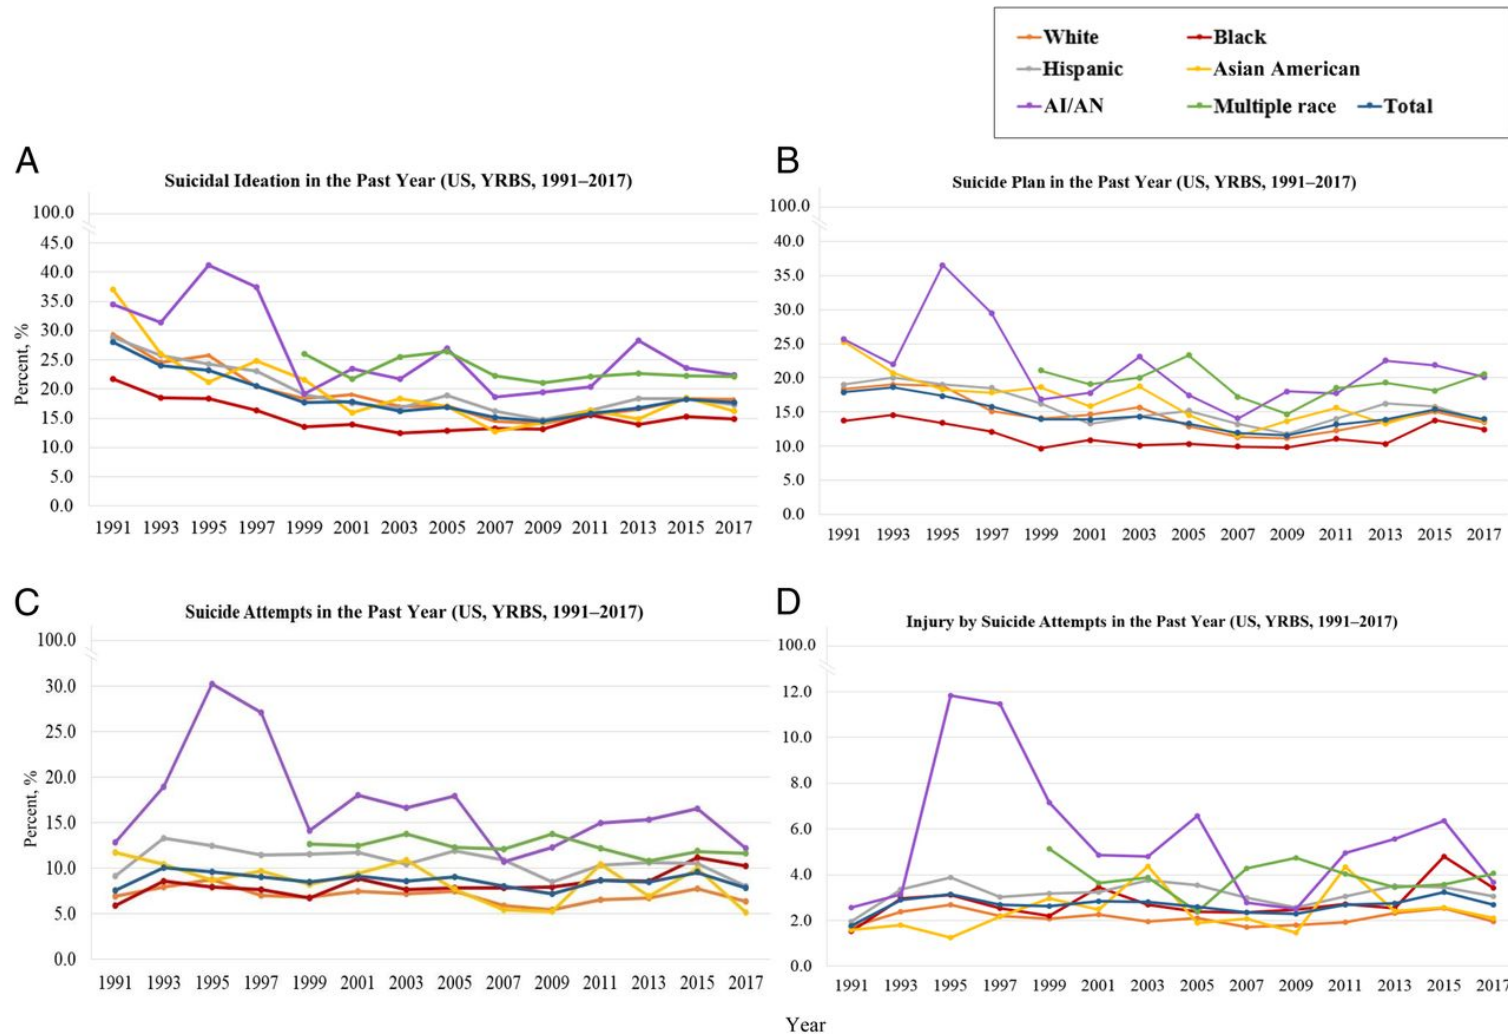 White Black
Hispanic Asian American
AI/AN Multiple race Total
A
Suicidal Ideation in the Past Year (US, YRBS, 1991–2017)
100.0
45.0
40.0
35.0
30.0
25.0
20.0
15.0
10.0
5.0
0.0
Percent, %
1991 1993 1995 1997 1999 2001 2003 2005 2007 2009 2011 2013 2015 2017
B
Suicide Plan in the Past Year (US, YRBS, 1991–2017)
100.0
40.0
35.0
30.0
25.0
20.0
15.0
10.0
5.0
0.0
1991 1993 1995 1997 1999 2001 2003 2005 2007 2009 2011 2013 2015 2017
C
Suicide Attempts in the Past Year (US, YRBS, 1991–2017)
100.0
30.0
25.0
20.0
15.0
10.0
5.0
0.0
Percent, %
1991 1993 1995 1997 1999 2001 2003 2005 2007 2009 2011 2013 2015 2017
D
Injury by Suicide Attempts in the Past Year (US, YRBS, 1991–2017)
100.0
12.0
10.0
8.0
6.0
4.0
2.0
0.0
1991 1993 1995 1997 1999 2001 2003 2005 2007 2009 2011 2013 2015 2017
Year